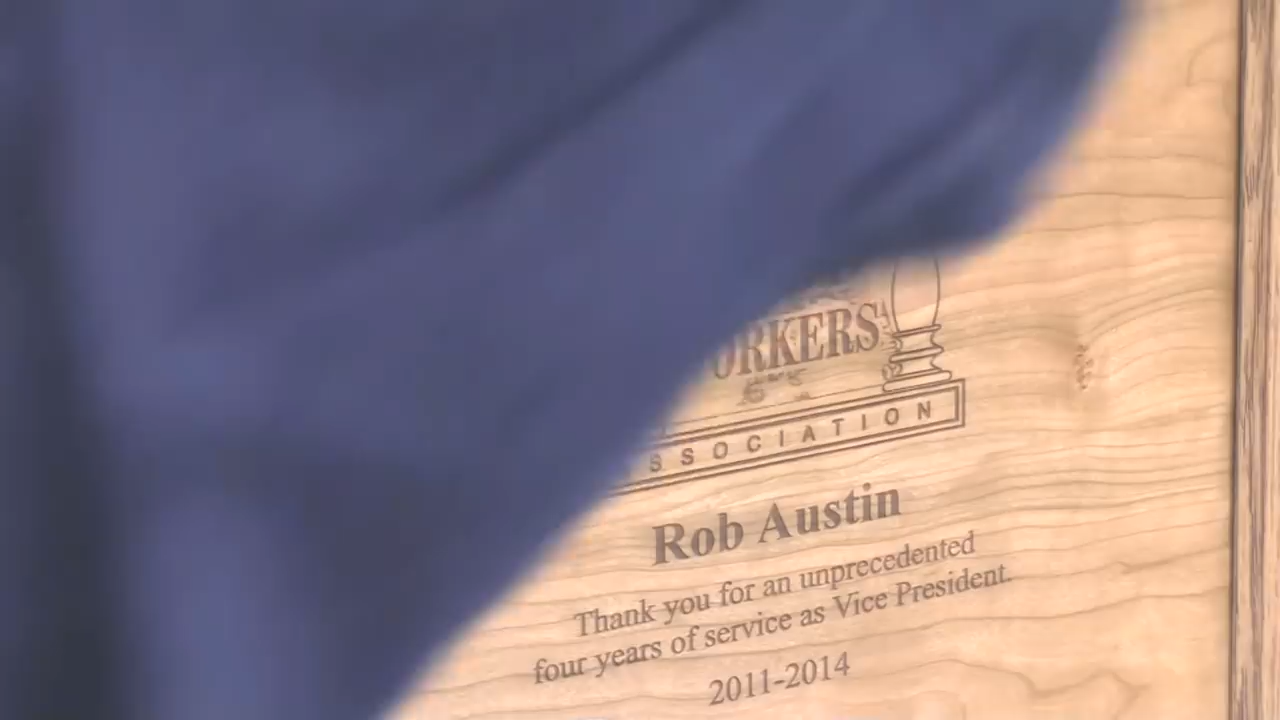 ORKERS
SSOCIATION
Rob Austin
Thank you for an unprecedented
four years of service as Vice President.
2011-2014